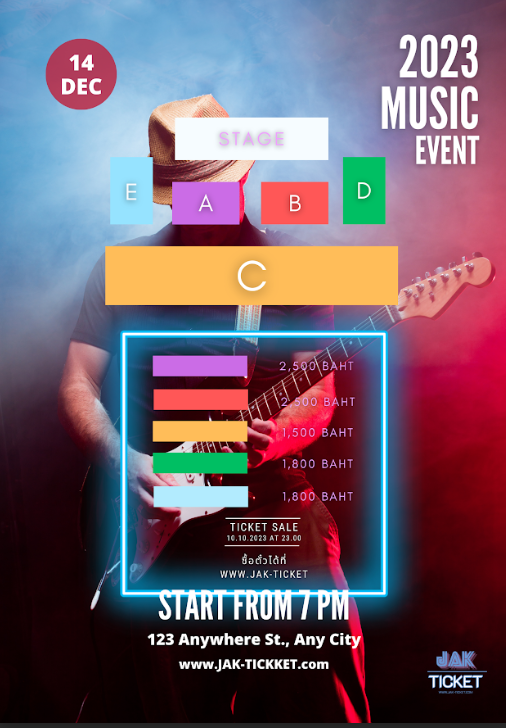 14
DEC
2023
MUSIC
EVENT
STAGE
E
A
B
D
C
2,500 BAHT
2,500 BAHT
1,500 BAHT
1,800 BAHT
1,800 BAHT
TICKET SALE
10.10.2023 AT 23.00
ซื้อตั๋วได้ที่
WWW.JAK-TICKET
START FROM 7 PM
123 Anywhere St., Any City
www.JAK-TICKKET.com
JAK
TICKET